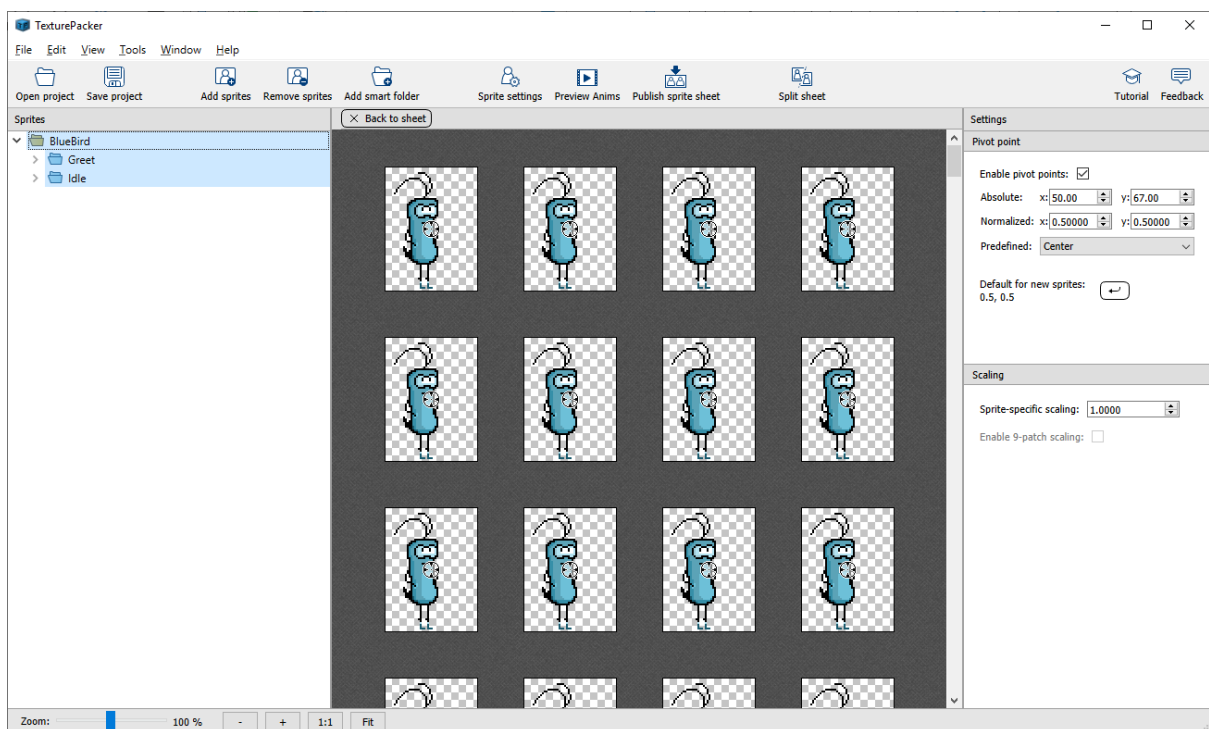 TexturePacker
File Edit View Tools Window Help
Open project Save project Add sprites Remove sprites Add smart folder Sprite settings Preview Anims Publish sprite sheet Split sheet Tutorial Feedback
Sprites
BlueBird
Greet
Idle
Back to sheet
Settings
Pivot point
Enable pivot points:
Absolute: x: 50.00 y: 67.00
Normalized: x: 0.50000 y: 0.50000
Predefined: Center
Default for new sprites:
0.5, 0.5
Scaling
Sprite-specific scaling: 1.0000
Enable 9-patch scaling:
Zoom: 100 % - + 1:1 Fit